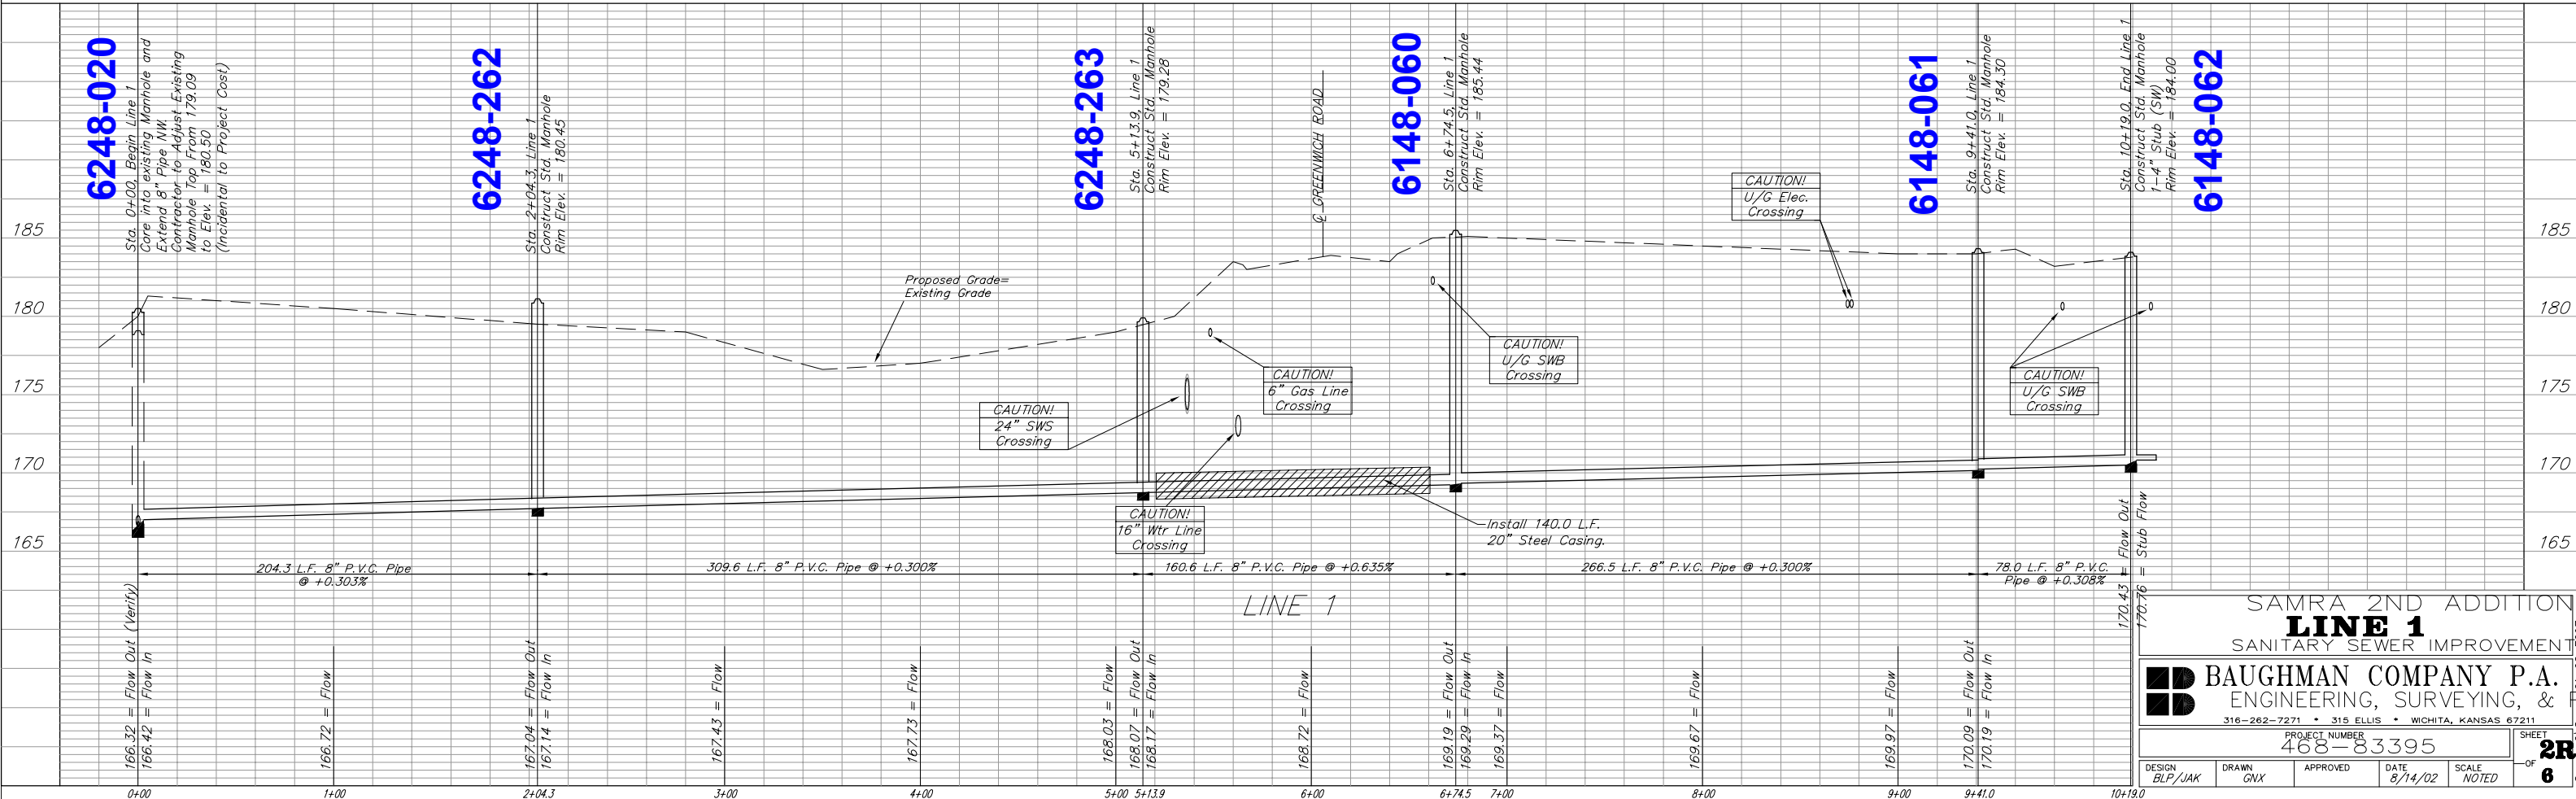 6248-020
Sta. 0+00, Begin Line 1
Core into existing Manhole and
Extend 8" Pipe NW.
Contractor to Adjust Existing
Manhole Top From 179.09
to Elev. = 180.50
(Incidental to Project Cost)
6248-262
Sta. 2+04.3, Line 1
Construct Std. Manhole
Rim Elev. = 180.45
6248-263
Sta. 5+13.9, Line 1
Construct Std. Manhole
Rim Elev. = 179.28
℄ GREENWICH ROAD
6148-060
Sta. 6+74.5, Line 1
Construct Std. Manhole
Rim Elev. = 185.44
6148-061
Sta. 9+41.0, Line 1
Construct Std. Manhole
Rim Elev. = 184.30
Sta. 10+19.0, End Line 1
Construct Std. Manhole
1-4" Stub (SW)
Rim Elev. = 184.00
6148-062
185
180
175
170
165
185
180
175
170
165
Proposed Grade=
Existing Grade
CAUTION!
24" SWS
Crossing
CAUTION!
6" Gas Line
Crossing
CAUTION!
16" Wtr Line
Crossing
CAUTION!
U/G SWB
Crossing
CAUTION!
U/G Elec.
Crossing
CAUTION!
U/G SWB
Crossing
Install 140.0 L.F.
20" Steel Casing.
204.3 L.F. 8" P.V.C. Pipe
@ +0.303%
309.6 L.F. 8" P.V.C. Pipe @ +0.300%
160.6 L.F. 8" P.V.C. Pipe @ +0.635%
266.5 L.F. 8" P.V.C. Pipe @ +0.300%
78.0 L.F. 8" P.V.C.
Pipe @ +0.308%
LINE 1
166.32 = Flow Out (Verify)
166.42 = Flow In
166.72 = Flow
167.04 = Flow Out
167.14 = Flow In
167.43 = Flow
167.73 = Flow
168.03 = Flow
168.07 = Flow Out
168.17 = Flow In
168.72 = Flow
169.19 = Flow Out
169.29 = Flow In
169.37 = Flow
169.67 = Flow
169.97 = Flow
170.09 = Flow Out
170.19 = Flow In
170.43 = Flow Out
170.76 = Stub Flow
0+00
1+00
2+04.3
3+00
4+00
5+00
5+13.9
6+00
6+74.5
7+00
8+00
9+00
9+41.0
10+19.0
SAMRA 2ND ADDITION
LINE 1
SANITARY SEWER IMPROVEMENT
BAUGHMAN COMPANY P.A.
ENGINEERING, SURVEYING, &
316-262-7271 • 315 ELLIS • WICHITA, KANSAS 67211
PROJECT NUMBER
468-83395
SHEET
2R
OF
6
DESIGN
BLP/JAK
DRAWN
GNX
APPROVED
DATE
8/14/02
SCALE
NOTED